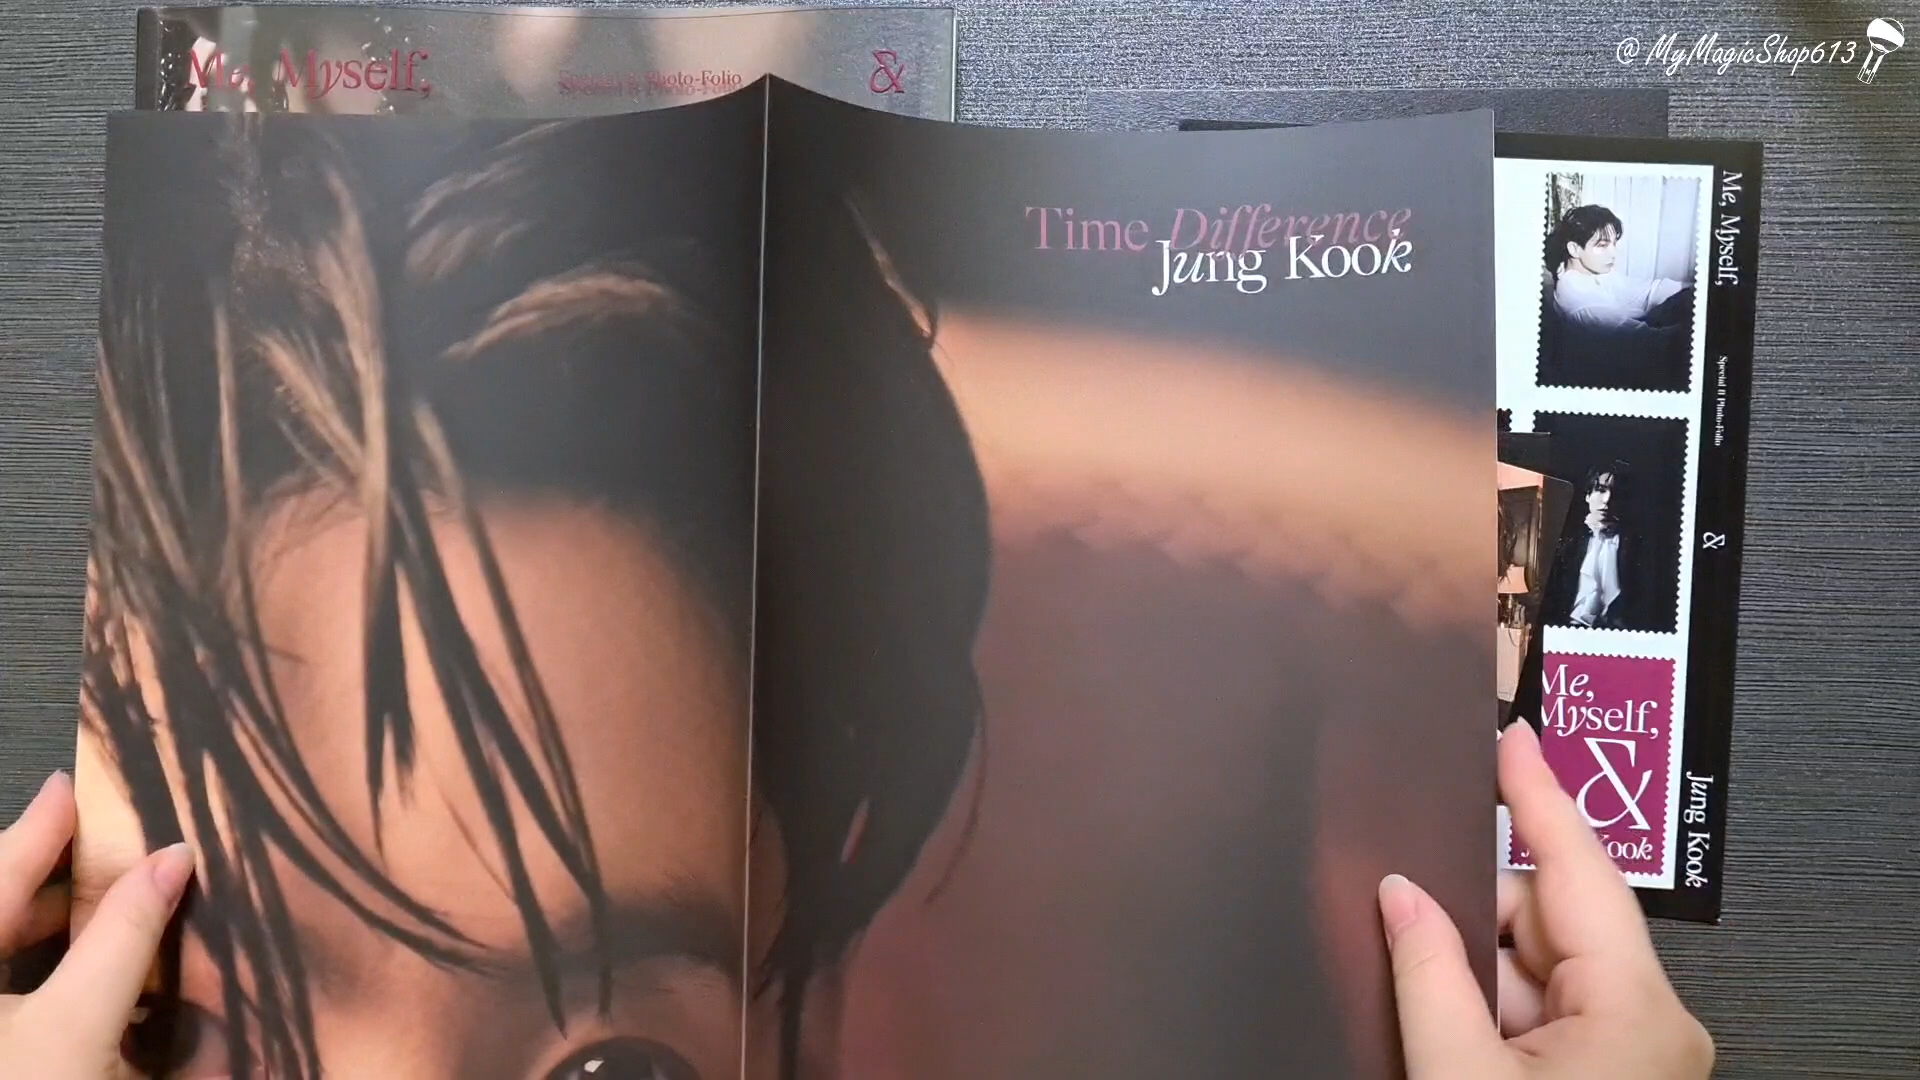 @ MyMagicShop613
Me, Myself,
Special 8 Photo-Folio
&
Time Difference
Jung Kook
Me, Myself,
Special 8 Photo-Folio
&
Jung Kook
Me,
Myself,
&